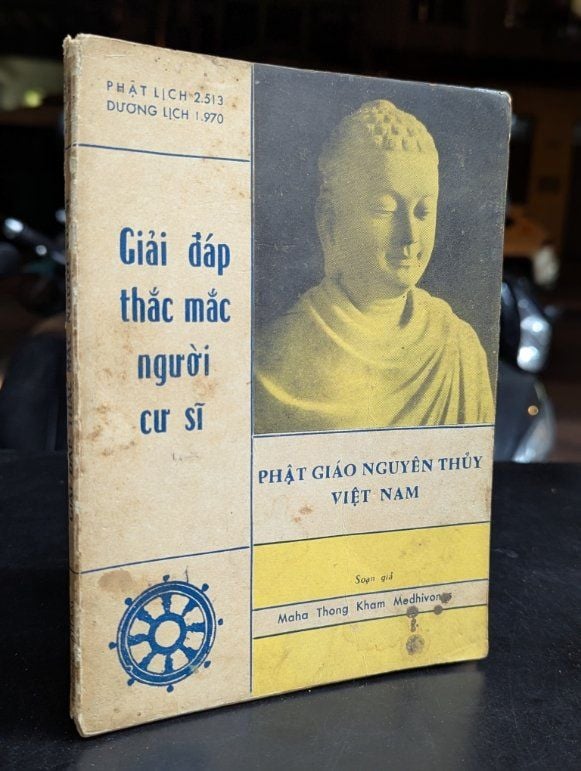 PHẬT LỊCH 2.513
DƯƠNG LỊCH 1.970
Giải đáp
thắc mắc
người
cư sĩ
PHẬT GIÁO NGUYÊN THỦY
VIỆT NAM
Soạn giả
Maha Thong Kham Medhivongs